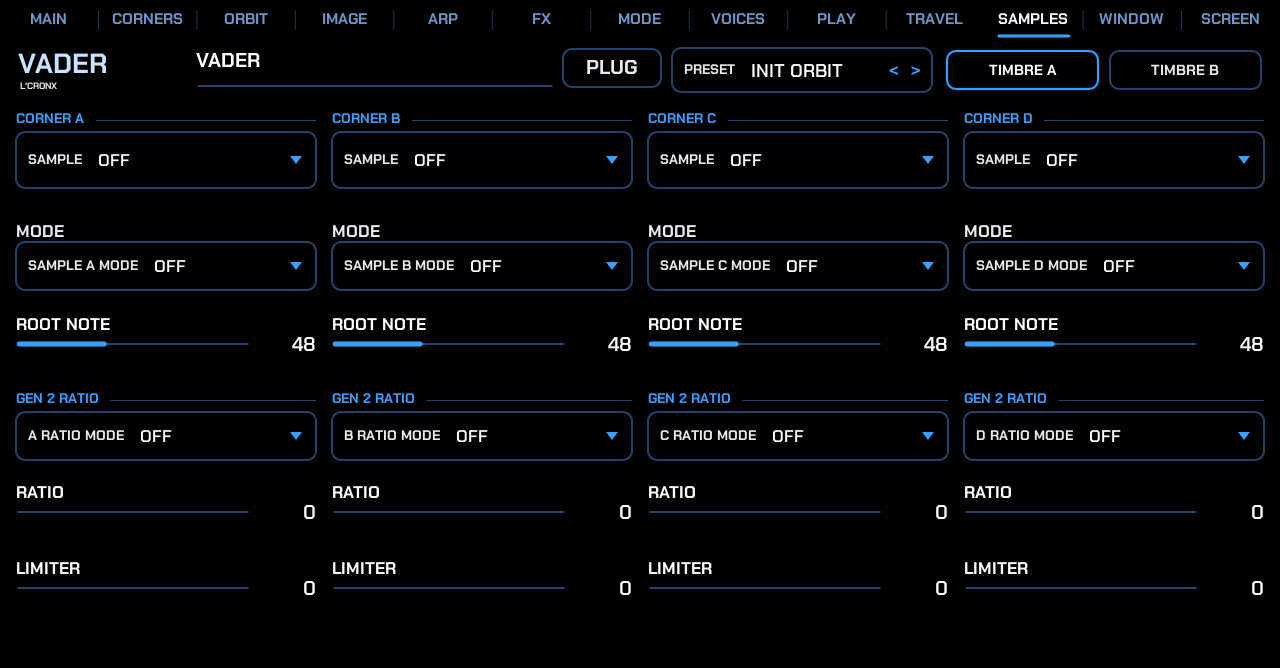 MAIN CORNERS ORBIT IMAGE ARP FX MODE VOICES PLAY TRAVEL SAMPLES WINDOW SCREEN
VADER VADER PLUG PRESET INIT ORBIT < > TIMBRE A TIMBRE B
L'CRONX
CORNER A CORNER B CORNER C CORNER D
SAMPLE OFF SAMPLE OFF SAMPLE OFF SAMPLE OFF
MODE MODE MODE MODE
SAMPLE A MODE OFF SAMPLE B MODE OFF SAMPLE C MODE OFF SAMPLE D MODE OFF
ROOT NOTE ROOT NOTE ROOT NOTE ROOT NOTE
48 48 48 48
GEN 2 RATIO GEN 2 RATIO GEN 2 RATIO GEN 2 RATIO
A RATIO MODE OFF B RATIO MODE OFF C RATIO MODE OFF D RATIO MODE OFF
RATIO RATIO RATIO RATIO
0 0 0 0
LIMITER LIMITER LIMITER LIMITER
0 0 0 0